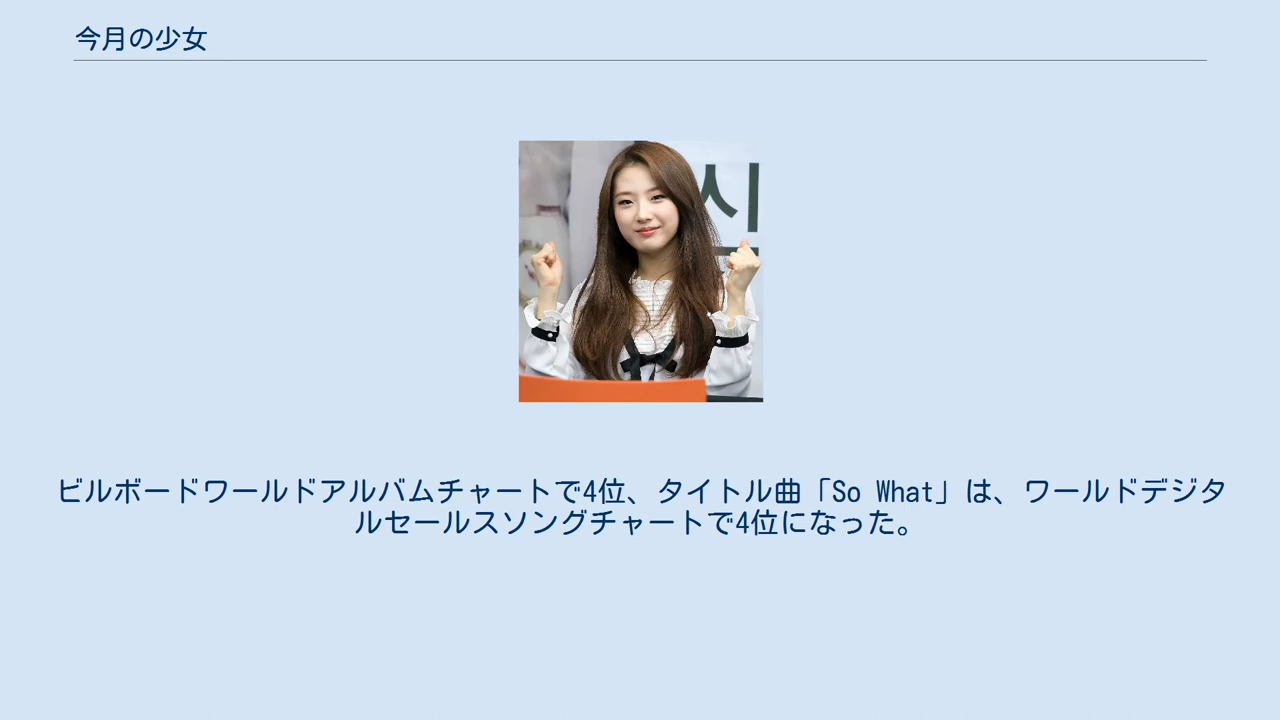 今月の少女
시
ビルボードワールドアルバムチャートで4位、タイトル曲「So What」は、ワールドデジタ
ルセールスソングチャートで4位になった。